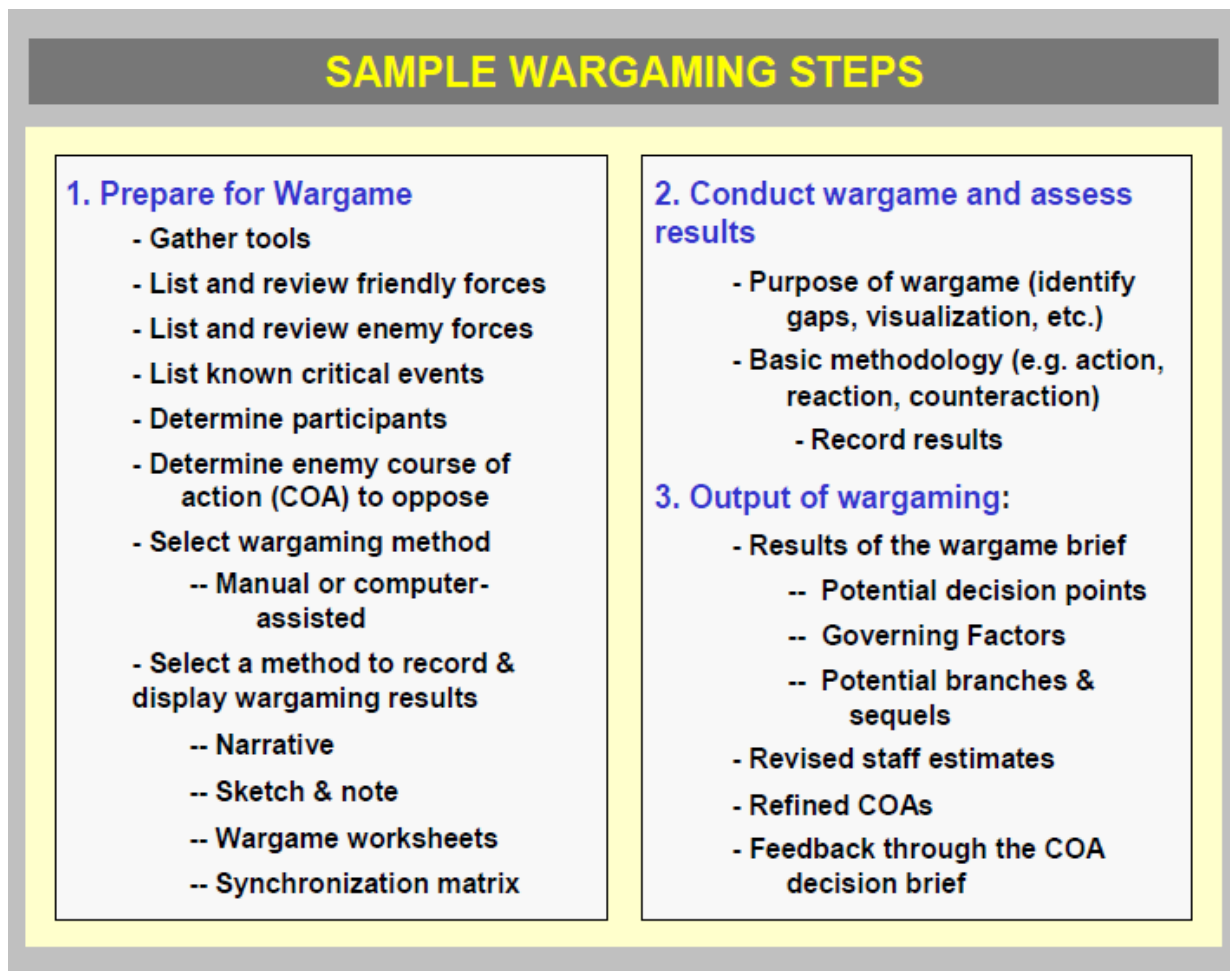 SAMPLE WARGAMING STEPS
1. Prepare for Wargame
- Gather tools
- List and review friendly forces
- List and review enemy forces
- List known critical events
- Determine participants
- Determine enemy course of
action (COA) to oppose
- Select wargaming method
-- Manual or computer-
assisted
- Select a method to record &
display wargaming results
-- Narrative
-- Sketch & note
-- Wargame worksheets
-- Synchronization matrix
2. Conduct wargame and assess
results
- Purpose of wargame (identify
gaps, visualization, etc.)
- Basic methodology (e.g. action,
reaction, counteraction)
- Record results
3. Output of wargaming:
- Results of the wargame brief
-- Potential decision points
-- Governing Factors
-- Potential branches &
sequels
- Revised staff estimates
- Refined COAs
- Feedback through the COA
decision brief